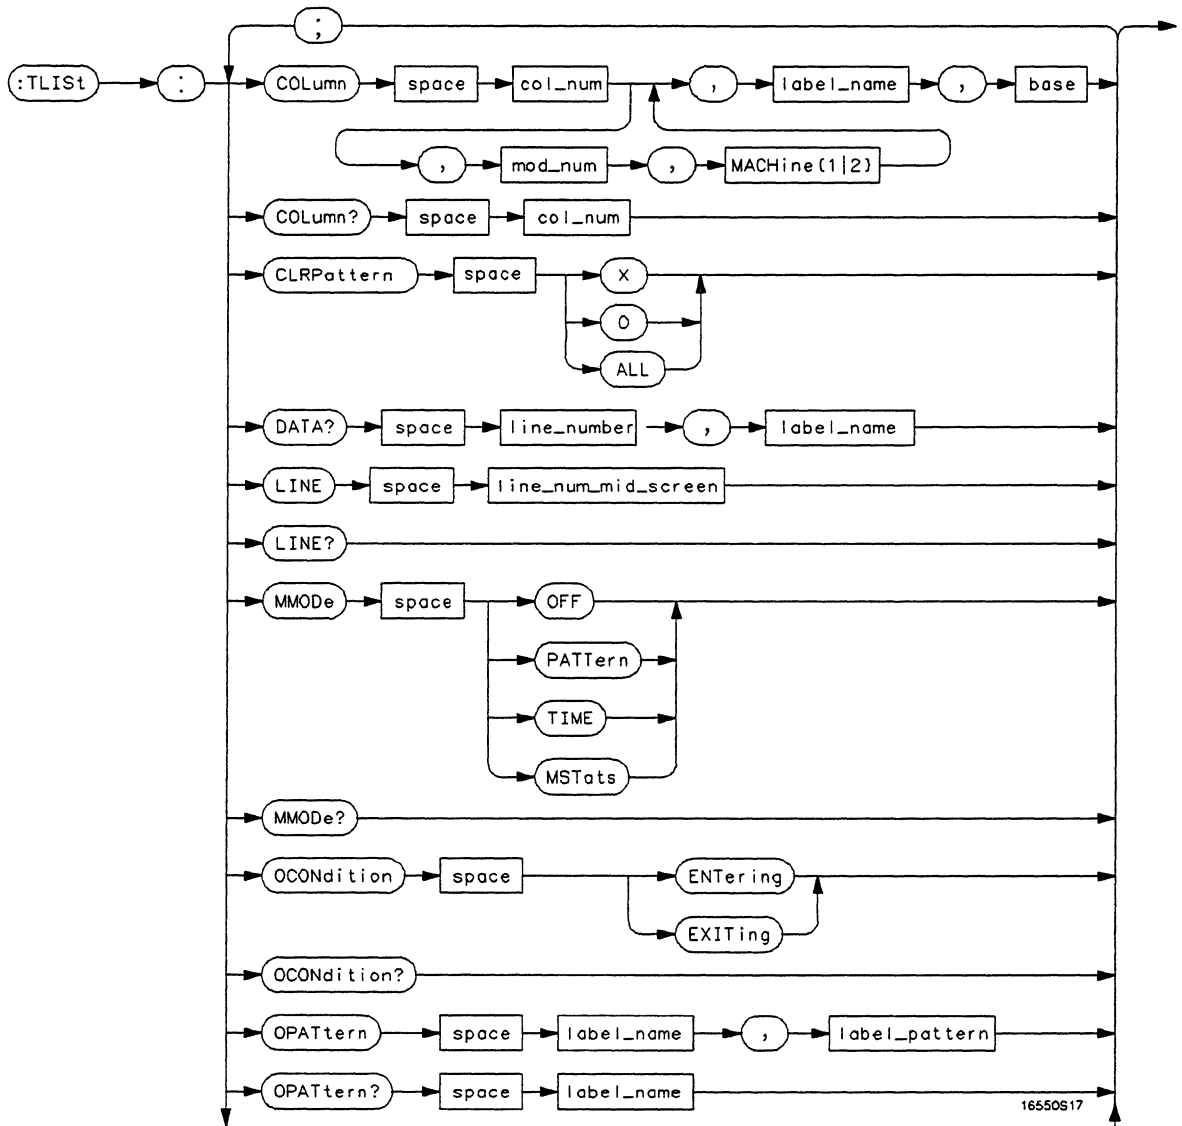 ;
:TLISt : COLumn space col_num , label_name , base
, mod_num , MACHine{1|2}
COLumn? space col_num
CLRPattern space X
O
ALL
DATA? space line_number , label_name
LINE space line_num_mid_screen
LINE?
MMODe space OFF
PATTern
TIME
MSTats
MMODe?
OCONdition space ENTering
EXITing
OCONdition?
OPATtern space label_name , label_pattern
OPATtern? space label_name
16550S17